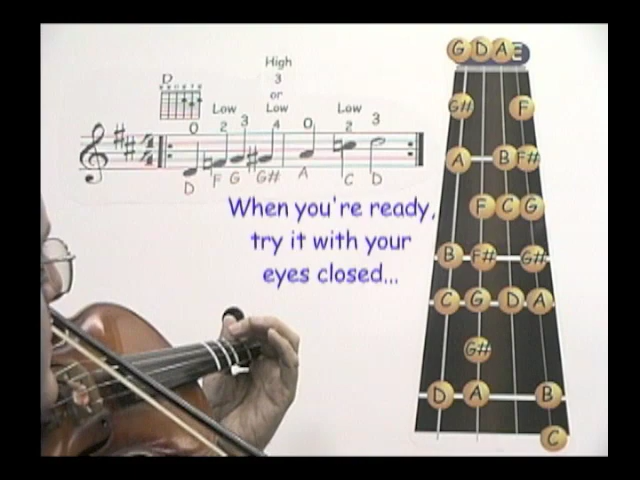 High
D 3
or
Low Low Low
0 2 3 4 0 2 3
D F G G# A C D
When you're ready,
try it with your
eyes closed...
G D A E
G# F
A B F#
F C G
B F# G#
C G D A
G#
D A B
C